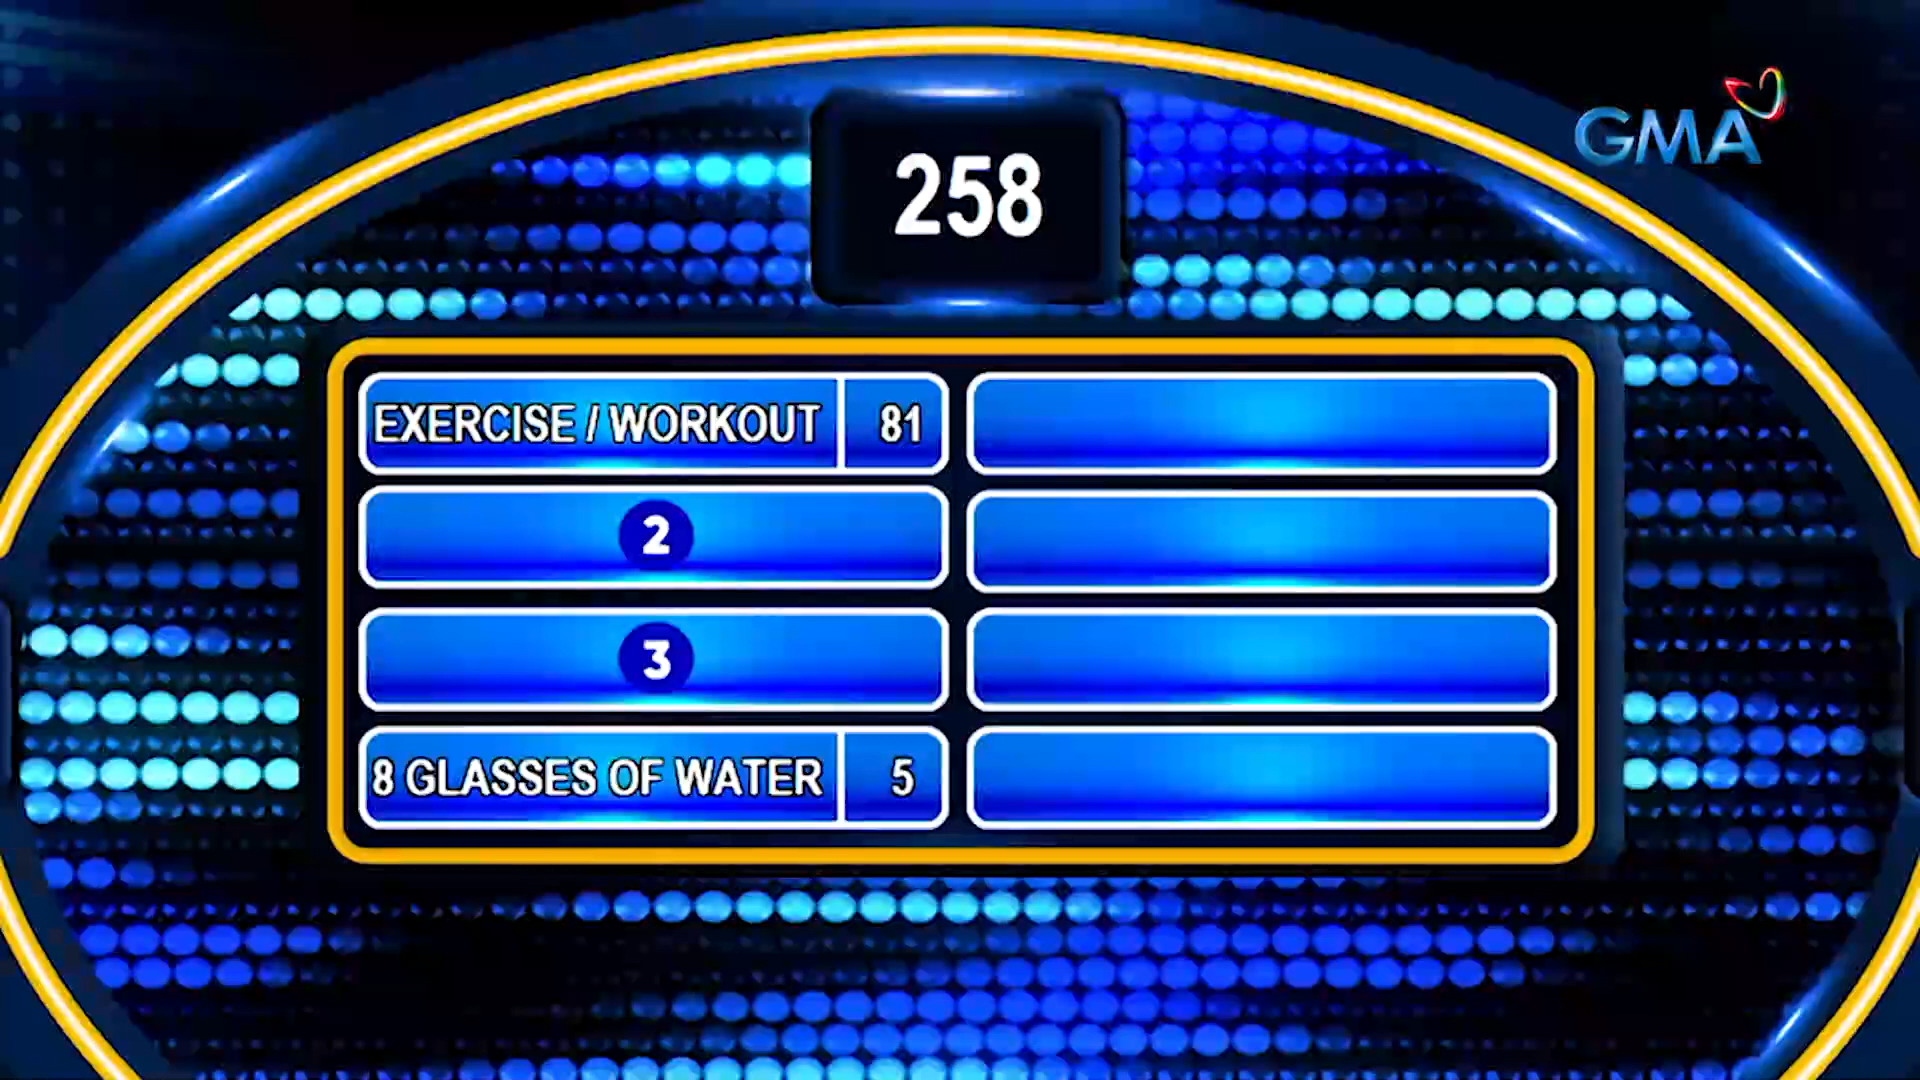 GMA
258
EXERCISE / WORKOUT 81
2
3
8 GLASSES OF WATER 5